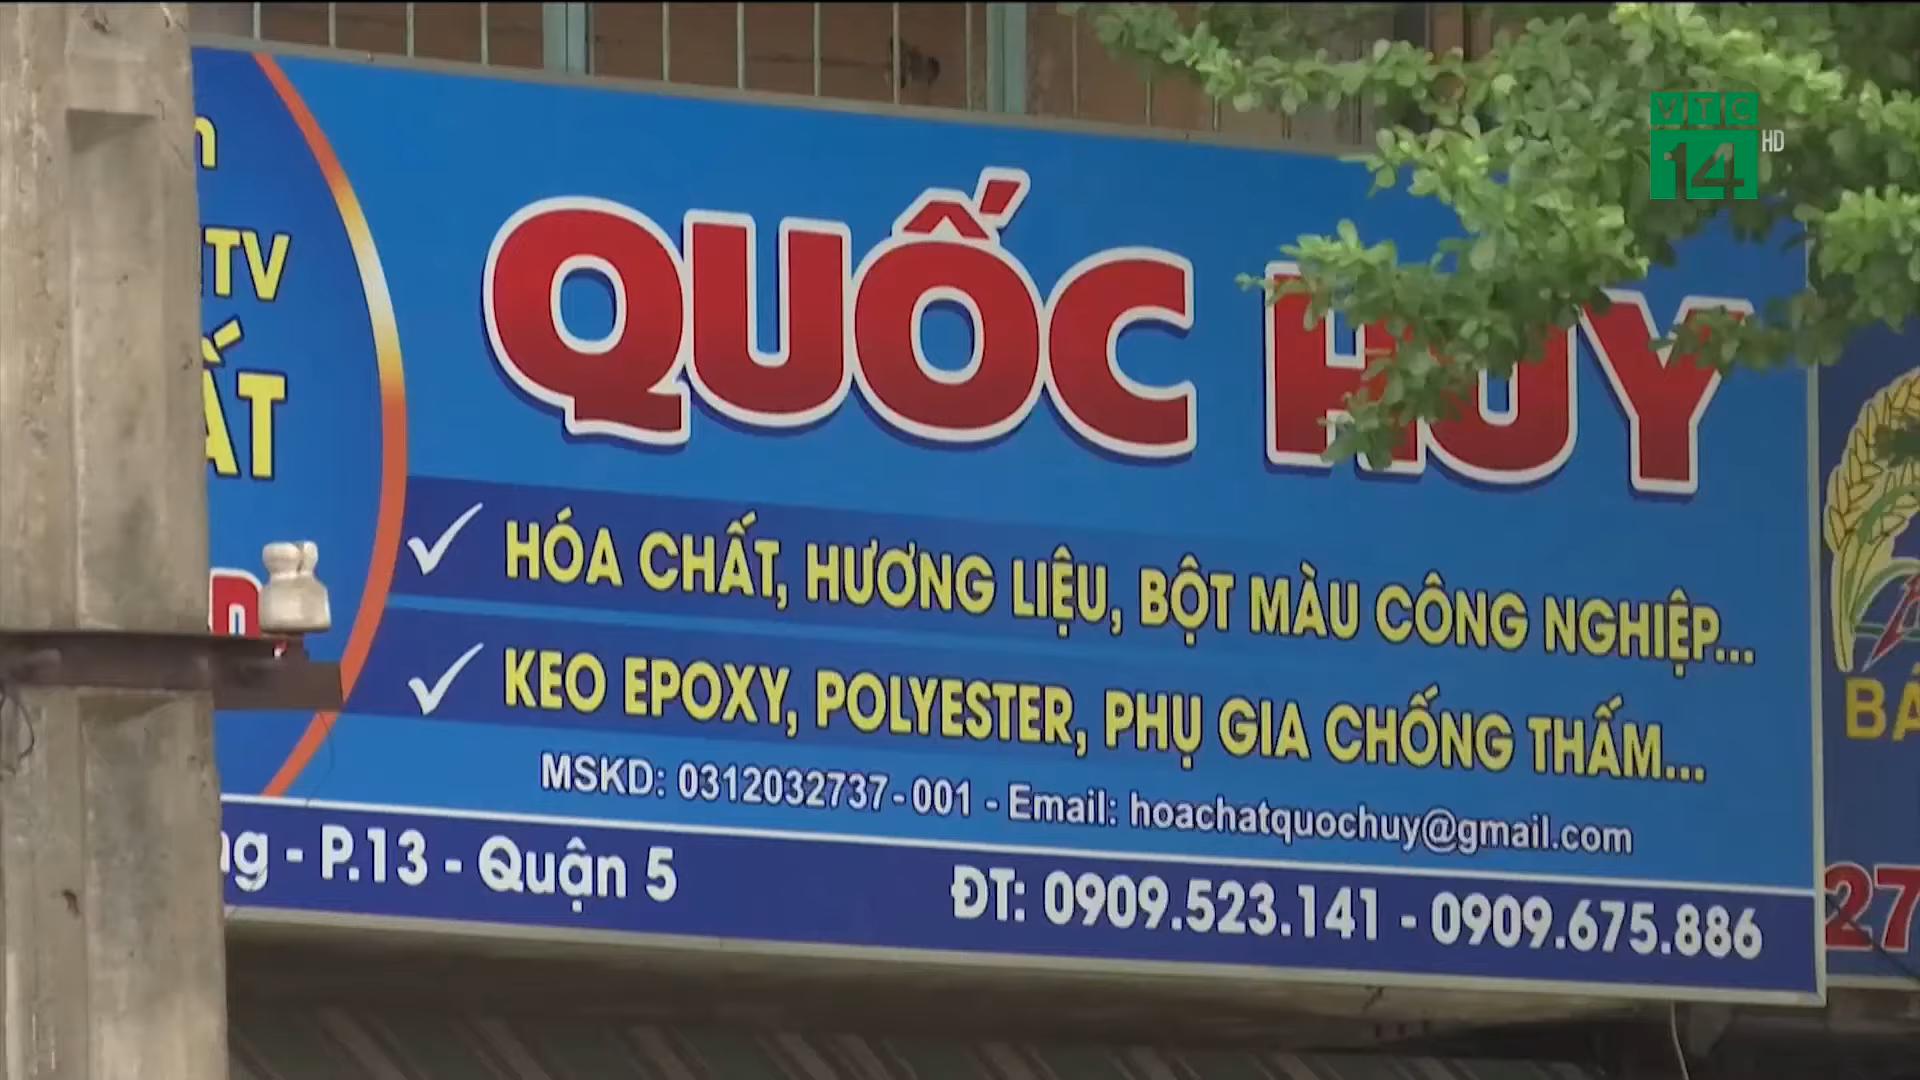 VTC
14 HD
TV
QUỐC HUY
HÓA CHẤT, HƯƠNG LIỆU, BỘT MÀU CÔNG NGHIỆP...
KEO EPOXY, POLYESTER, PHỤ GIA CHỐNG THẤM...
MSKD: 0312032737-001 - Email: hoachatquochuy@gmail.com
- P.13 - Quận 5
ĐT: 0909.523.141 - 0909.675.886
27